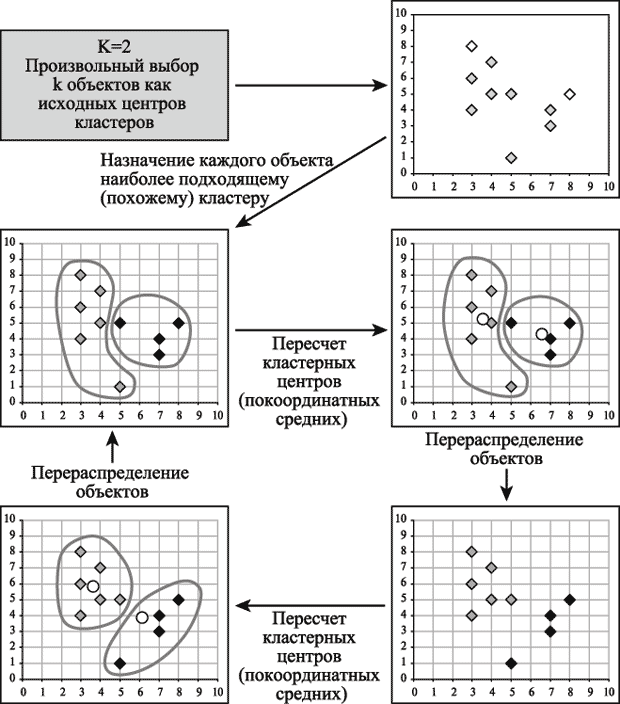 K=2
Произвольный выбор
k объектов как
исходных центров
кластеров
10
9
8
7
6
5
4
3
2
1
0
0 1 2 3 4 5 6 7 8 9 10
Назначение каждого объекта
наиболее подходящему
(похожему) кластеру
10
9
8
7
6
5
4
3
2
1
0
0 1 2 3 4 5 6 7 8 9 10
Пересчет
кластерных
центров
(покоординатных
средних)
10
9
8
7
6
5
4
3
2
1
0
0 1 2 3 4 5 6 7 8 9 10
Перераспределение
объектов
Перераспределение
объектов
10
9
8
7
6
5
4
3
2
1
0
0 1 2 3 4 5 6 7 8 9 10
Пересчет
кластерных
центров
(покоординатных
средних)
10
9
8
7
6
5
4
3
2
1
0
0 1 2 3 4 5 6 7 8 9 10